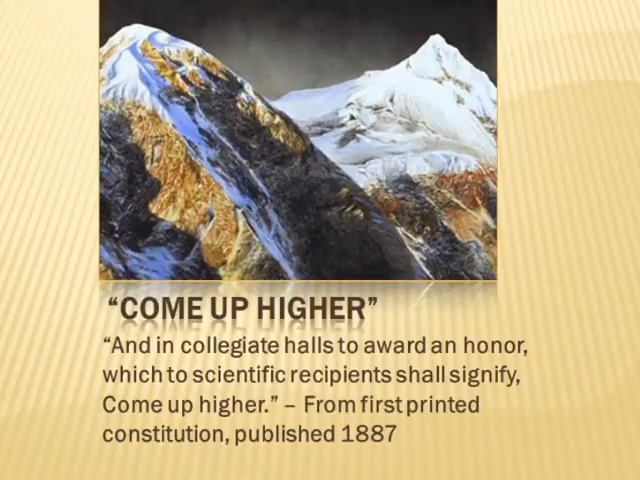 “COME UP HIGHER”
“And in collegiate halls to award an honor,
which to scientific recipients shall signify,
Come up higher.” – From first printed
constitution, published 1887